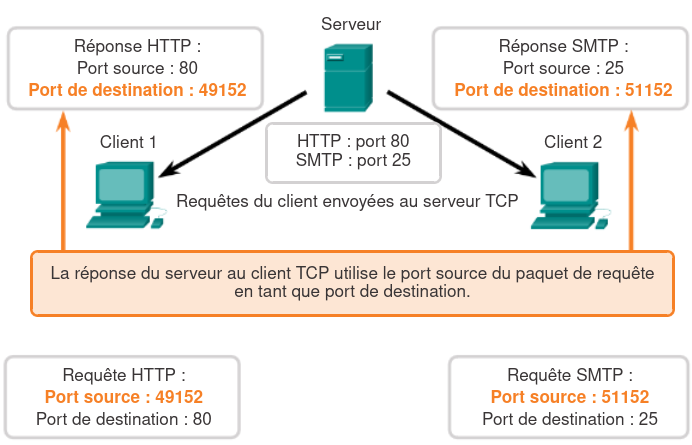 Serveur
Réponse HTTP :
Port source : 80
Port de destination : 49152
Réponse SMTP :
Port source : 25
Port de destination : 51152
HTTP : port 80
SMTP : port 25
Client 1
Client 2
Requêtes du client envoyées au serveur TCP
La réponse du serveur au client TCP utilise le port source du paquet de requête
en tant que port de destination.
Requête HTTP :
Port source : 49152
Port de destination : 80
Requête SMTP :
Port source : 51152
Port de destination : 25